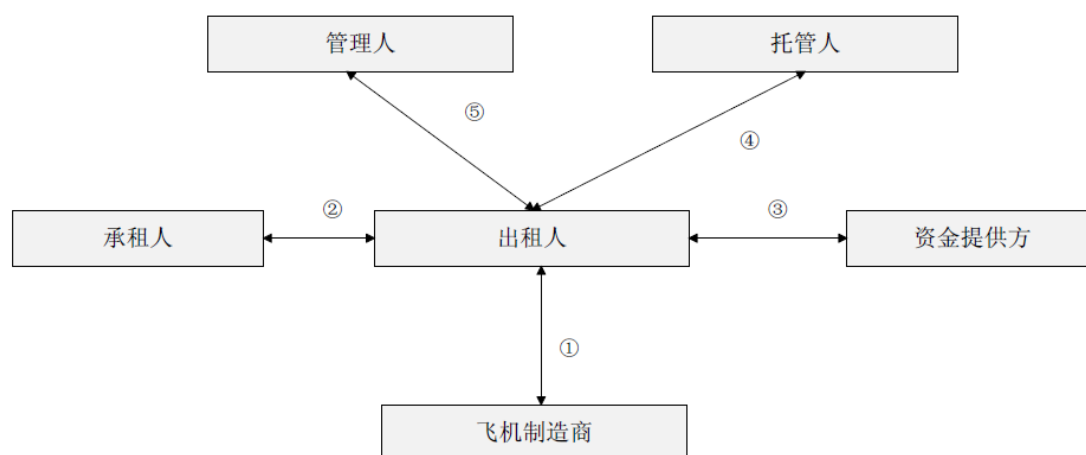 管理人
托管人
⑤
④
承租人
②
出租人
③
资金提供方
①
飞机制造商